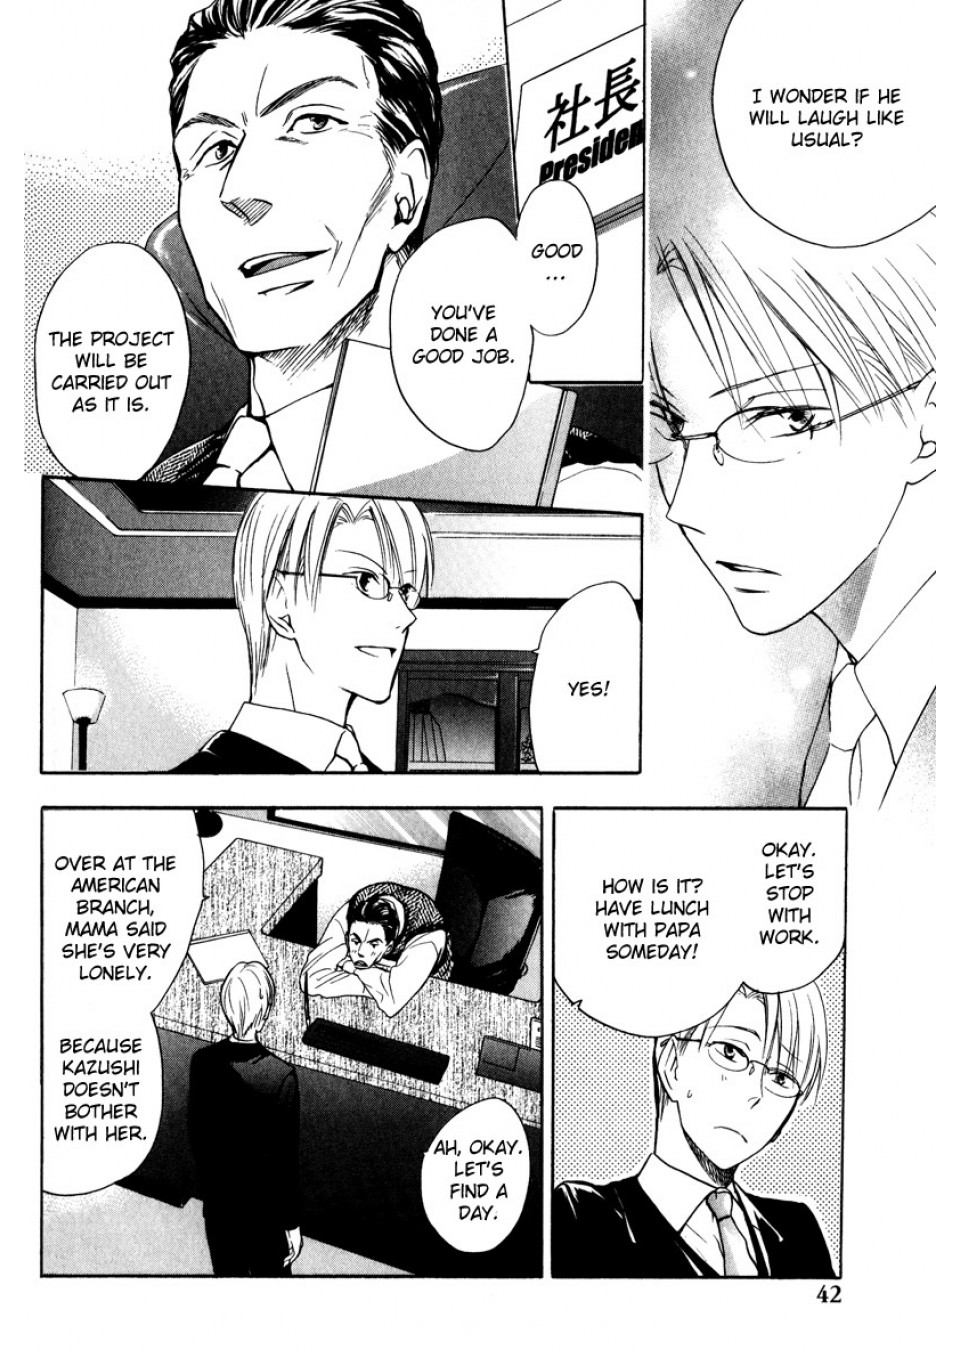 I WONDER IF HE
WILL LAUGH LIKE
USUAL?
社長
President
GOOD
...
YOU'VE
DONE A
GOOD JOB.
THE PROJECT
WILL BE
CARRIED OUT
AS IT IS.
YES!
OKAY.
LET'S
STOP
WITH
WORK.
HOW IS IT?
HAVE LUNCH
WITH PAPA
SOMEDAY!
OVER AT THE
AMERICAN
BRANCH,
MAMA SAID
SHE'S VERY
LONELY.
BECAUSE
KAZUSHI
DOESN'T
BOTHER
WITH HER.
AH, OKAY.
LET'S
FIND A
DAY.
42